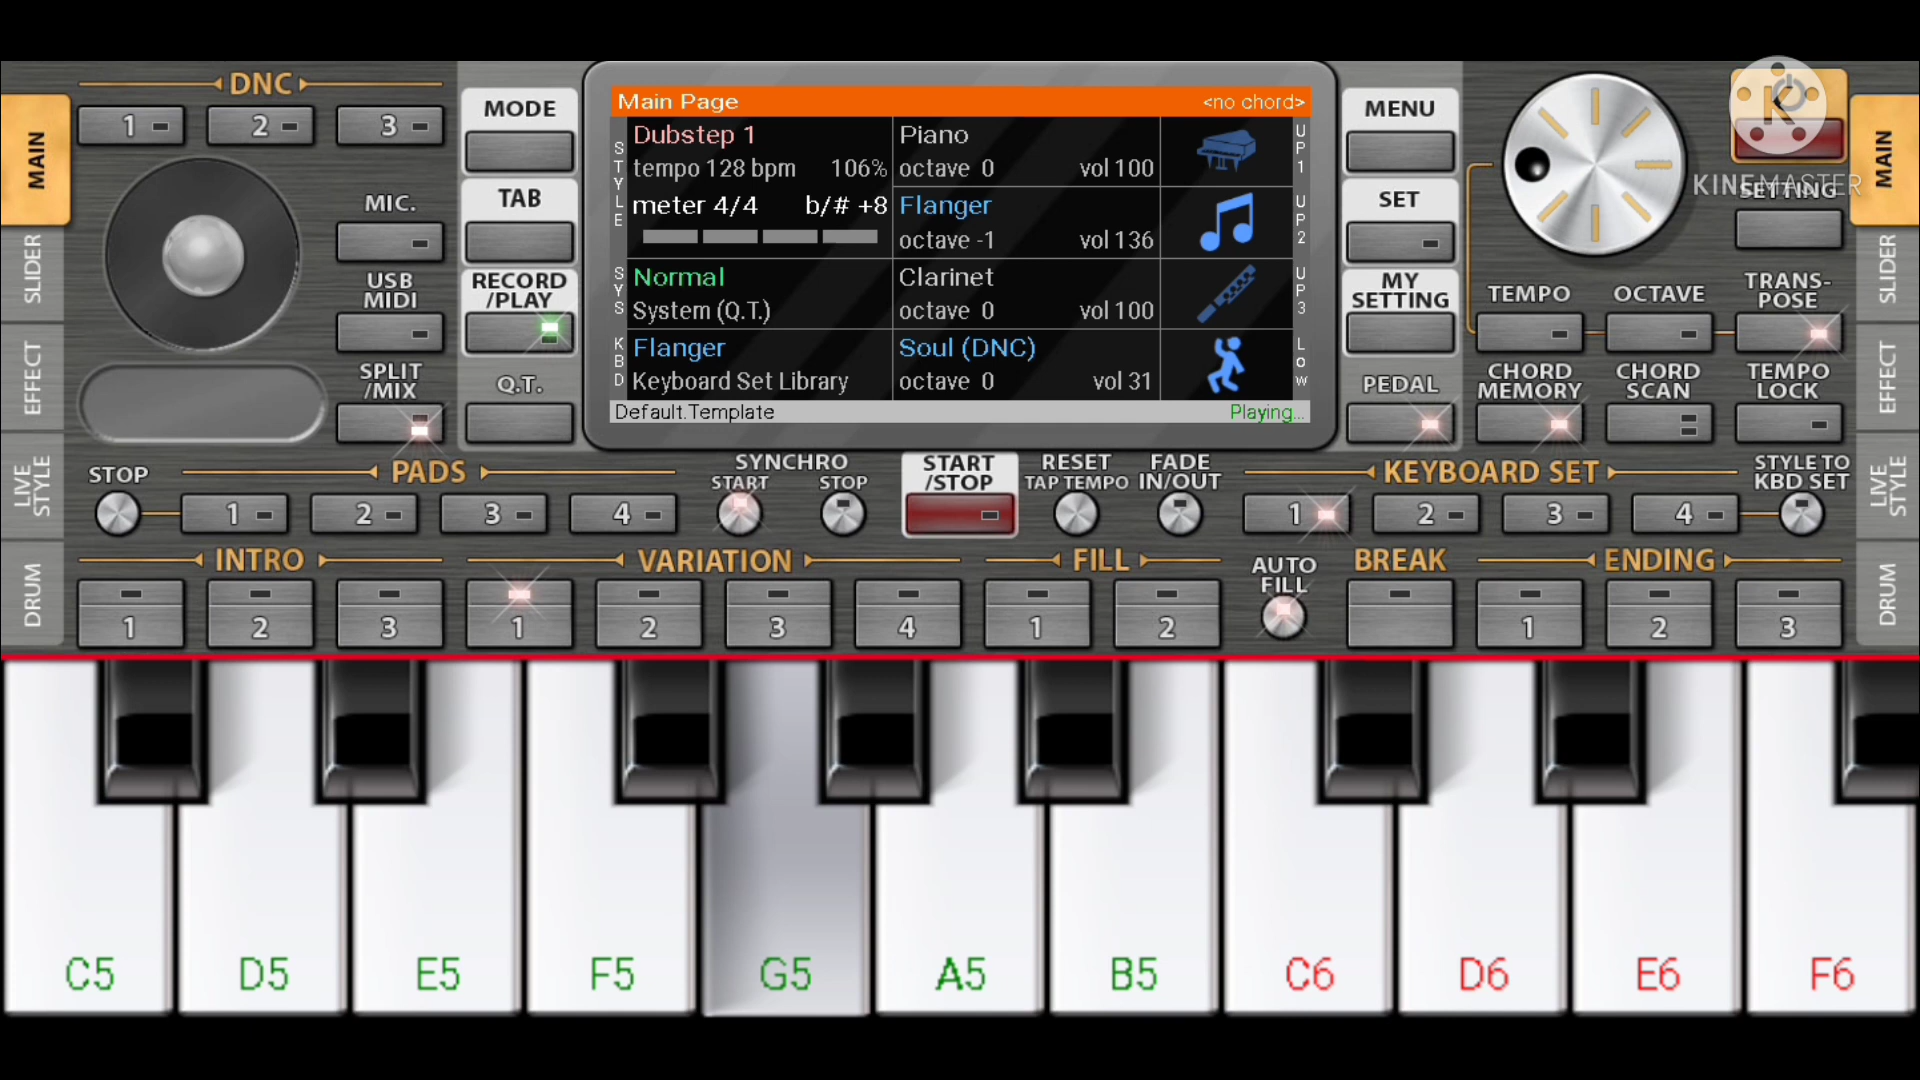 DNC
1 2 3
MAIN
SLIDER
EFFECT
LIVE STYLE
DRUM
MIC.
USB MIDI
SPLIT /MIX
MODE
TAB
RECORD /PLAY
Q.T.
Main Page <no chord>
STYLE
Dubstep 1
tempo 128 bpm 106%
meter 4/4 b/# +8
SYS
Normal
System (Q.T.)
KBD
Flanger
Keyboard Set Library
Piano
octave 0 vol 100
UP1
Flanger
octave -1 vol 136
UP2
Clarinet
octave 0 vol 100
UP3
Soul (DNC)
octave 0 vol 31
Low
Default.Template Playing...
MENU
SET
MY SETTING
PEDAL
K
KINEMASTER
SETTING
TEMPO OCTAVE TRANS-POSE
CHORD MEMORY CHORD SCAN TEMPO LOCK
MAIN
SLIDER
EFFECT
LIVE STYLE
DRUM
STOP PADS
1 2 3 4
SYNCHRO
START STOP
START /STOP
RESET TAP TEMPO
FADE IN/OUT
KEYBOARD SET
1 2 3 4
STYLE TO KBD SET
INTRO
1 2 3
VARIATION
1 2 3 4
FILL
1 2
AUTO FILL
BREAK
ENDING
1 2 3
C5 D5 E5 F5 G5 A5 B5 C6 D6 E6 F6